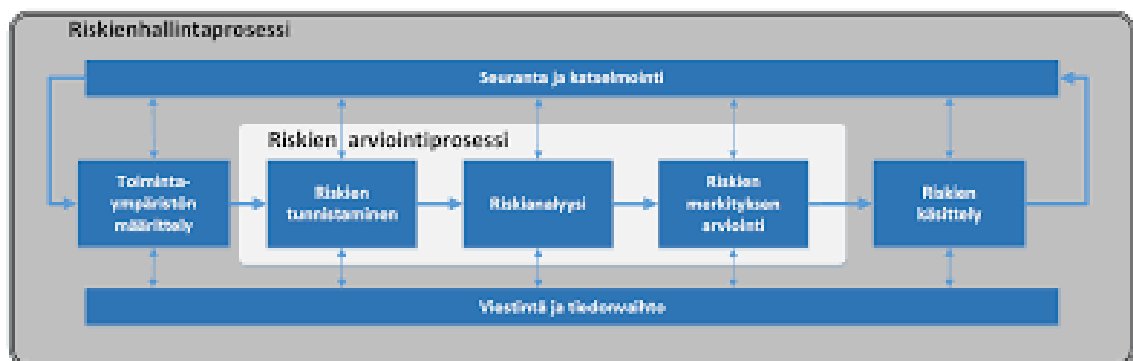 Riskienhallintaprosessi
Seuranta ja katselmointi
Riskien arviointiprosessi
Toiminta-
ympäristön
määrittely
Riskien
tunnistaminen
Riskianalyysi
Riskien
merkityksen
arviointi
Riskien
käsittely
Viestintä ja tiedonvaihto